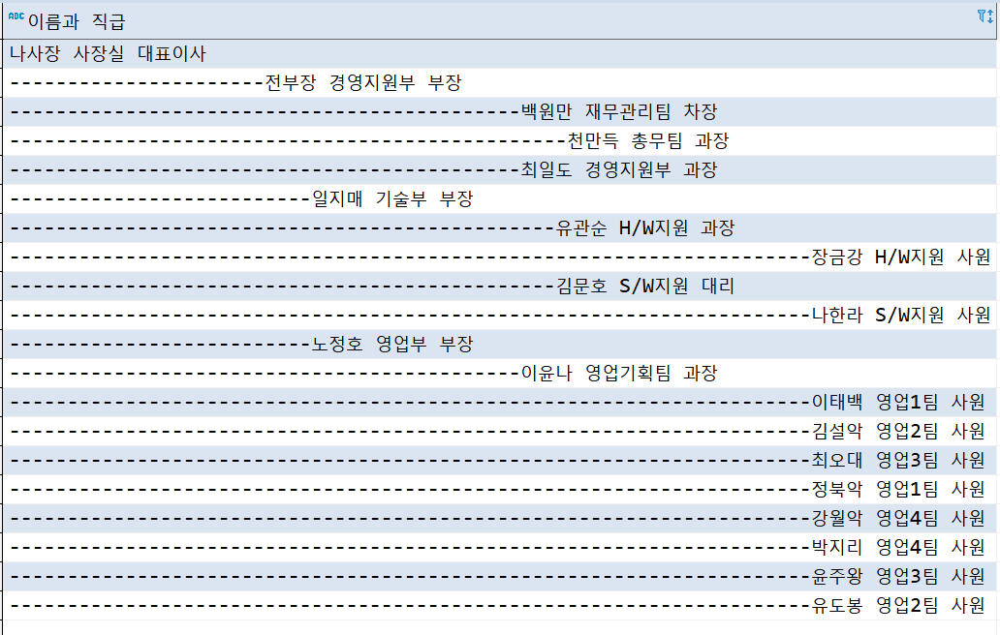 ABC 이름과 직급
나사장 사장실 대표이사
----------------------전부장 경영지원부 부장
--------------------------------------------백원만 재무관리팀 차장
------------------------------------------------천만득 총무팀 과장
--------------------------------------------최일도 경영지원부 과장
--------------------------일지매 기술부 부장
-----------------------------------------------유관순 H/W지원 과장
---------------------------------------------------------------------장금강 H/W지원 사원
-----------------------------------------------김문호 S/W지원 대리
---------------------------------------------------------------------나한라 S/W지원 사원
--------------------------노정호 영업부 부장
--------------------------------------------이윤나 영업기획팀 과장
---------------------------------------------------------------------이태백 영업1팀 사원
---------------------------------------------------------------------김설악 영업2팀 사원
---------------------------------------------------------------------최오대 영업3팀 사원
---------------------------------------------------------------------정북악 영업1팀 사원
---------------------------------------------------------------------강월악 영업4팀 사원
---------------------------------------------------------------------박지리 영업4팀 사원
---------------------------------------------------------------------윤주왕 영업3팀 사원
---------------------------------------------------------------------유도봉 영업2팀 사원